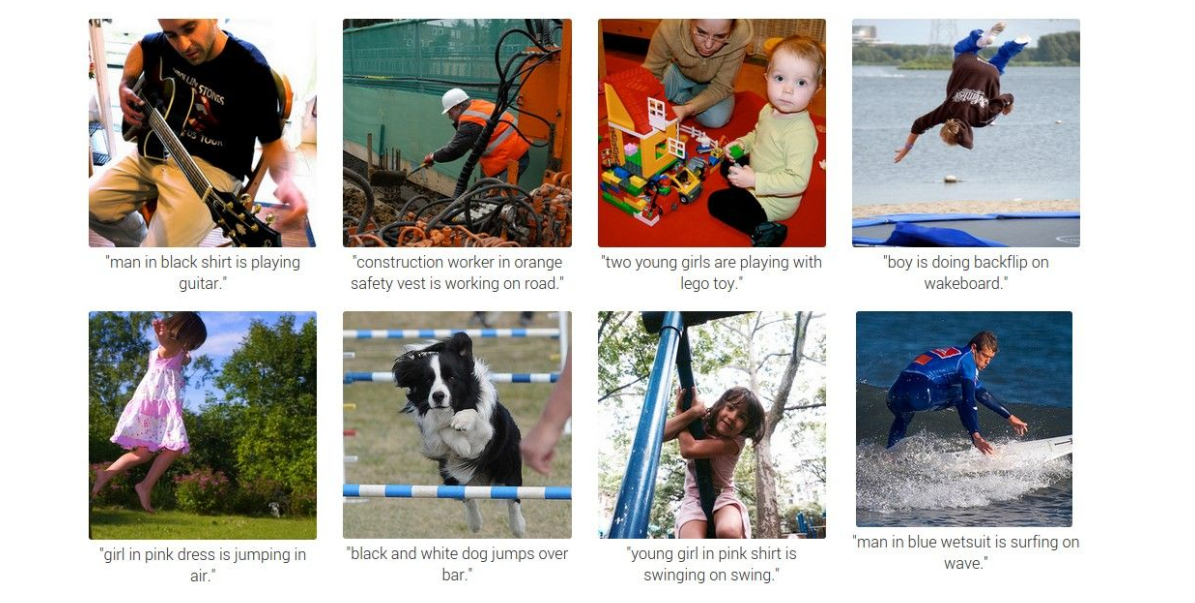 "man in black shirt is playing
guitar."
"construction worker in orange
safety vest is working on road."
"two young girls are playing with
lego toy."
"boy is doing backflip on
wakeboard."
"girl in pink dress is jumping in
air."
"black and white dog jumps over
bar."
"young girl in pink shirt is
swinging on swing."
"man in blue wetsuit is surfing on
wave."